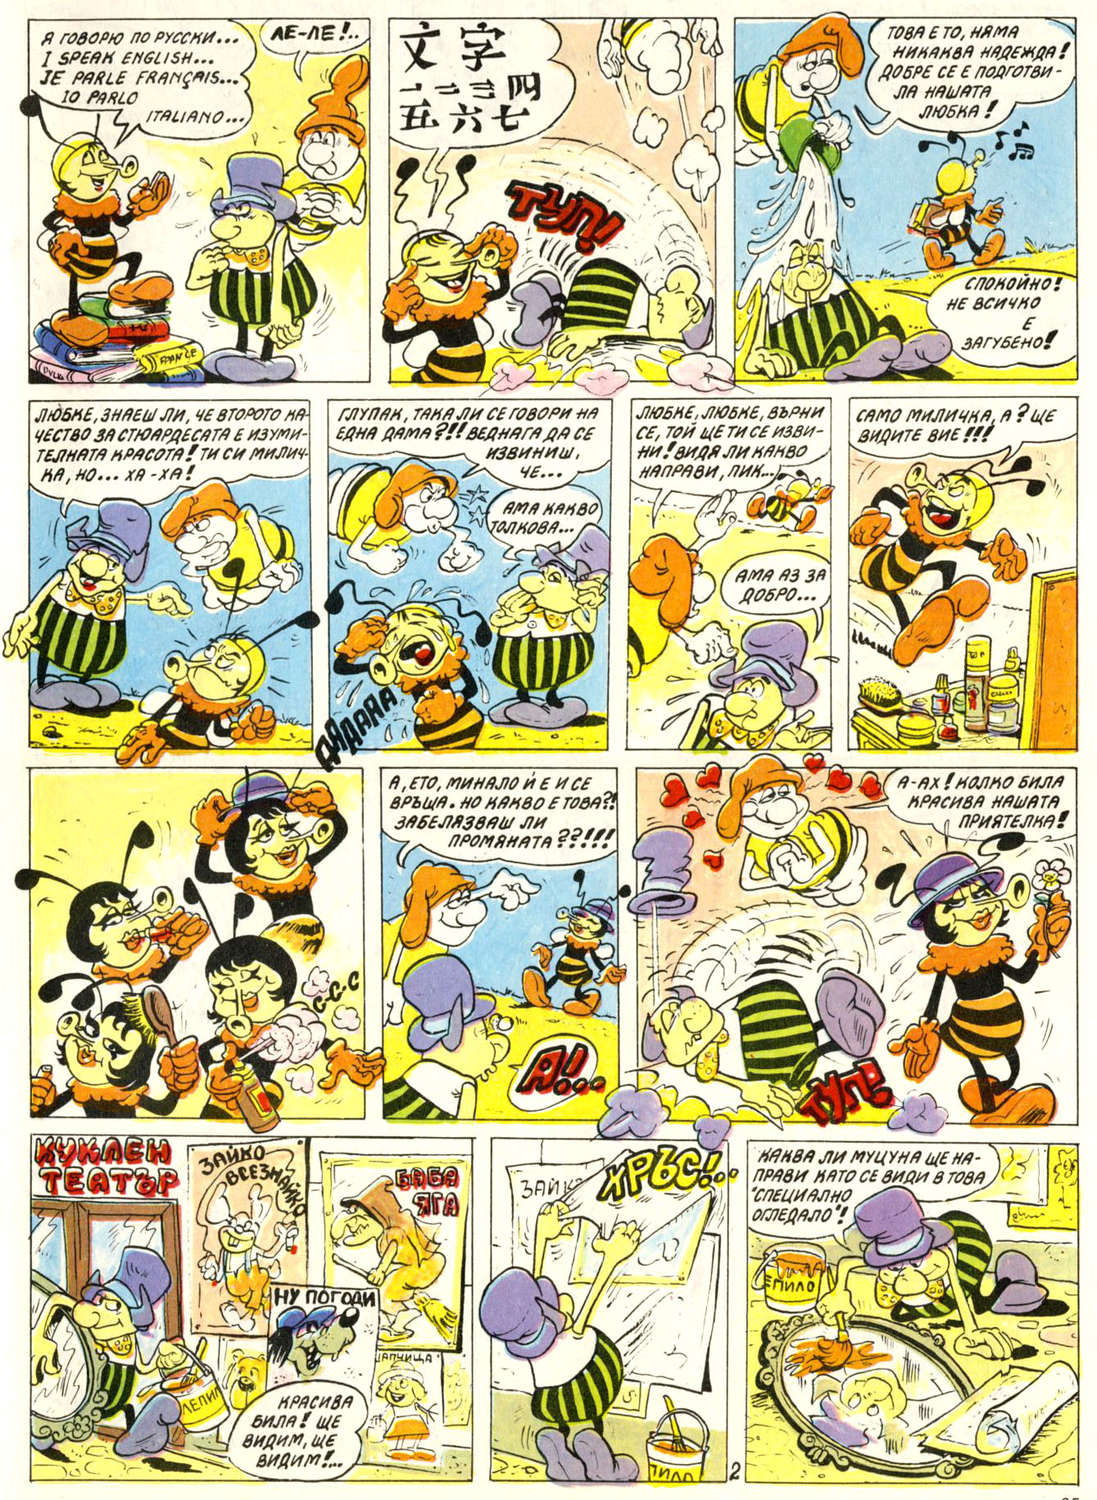 Я ГОВОРЮ ПО РУССКИ...
I SPEAK ENGLISH...
JE PARLE FRANÇAIS...
IO PARLO
ITALIANO...
ЛЕ-ЛЕ!..
FRANCE
文 字
一 二 三 四
五 六 七
ТУП!
ТОВА Е ТО, НЯМА
НИКАКВА НАДЕЖДА!
ДОБРЕ СЕ Е ПОДГОТВИ-
ЛА НАШАТА
ЛЮБКА!
СПОКОЙНО!
НЕ ВСИЧКО
Е
ЗАГУБЕНО!
ЛЮБКЕ, ЗНАЕШ ЛИ, ЧЕ ВТОРОТО КА-
ЧЕСТВО ЗА СТЮАРДЕСАТА Е ИЗУМИ-
ТЕЛНАТА КРАСОТА! ТИ СИ МИЛИЧ-
КА, НО... ХА-ХА!
ГЛУПАК, ТАКА ЛИ СЕ ГОВОРИ НА
ЕДНА ДАМА?!! ВЕДНАГА ДА СЕ
ИЗВИНИШ,
ЧЕ...
АМА КАКВО
ТОЛКОВА...
ЛЮБКЕ, ЛЮБКЕ, ВЪРНИ
СЕ, ТОЙ ЩЕ ТИ СЕ ИЗВИ-
НИ! ВИДЯ ЛИ КАКВО
НАПРАВИ, ПИК...
АМА АЗ ЗА
ДОБРО...
САМО МИЛИЧКА, А? ЩЕ
ВИДИТЕ ВИЕ!!!
С-С-С
А, ЕТО, МИНАЛО Ѝ Е И СЕ
ВРЪЩА. НО КАКВО Е ТОВА?!
ЗАБЕЛЯЗВАШ ЛИ
ПРОМЯНАТА??!!!
А!...
А-АХ! КОЛКО БИЛА
КРАСИВА НАШАТА
ПРИЯТЕЛКА!
ТУП!
КУКЛЕН
ТЕАТЪР
ЗАЙКО
ВСЕЗНАЙКО
БАБА
ЯГА
НУ ПОГОДИ
ШАПЧИЦА
ЛЕПИЛО
КРАСИВА
БИЛА! ЩЕ
ВИДИМ, ЩЕ
ВИДИМ!...
ЗАЙК
ХРЪС!...
ПИЛО
КАКВА ЛИ МУЦУНА ЩЕ НА-
ПРАВИ КАТО СЕ ВИДИ В ТОВА
"СПЕЦИАЛНО
ОГЛЕДАЛО"!
ЕПИЛО
2